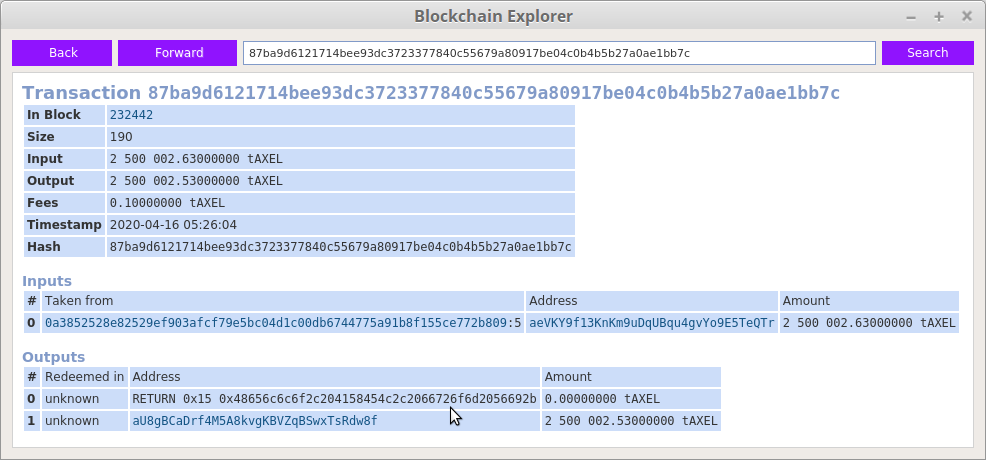 Blockchain Explorer
Back Forward 87ba9d6121714bee93dc3723377840c55679a80917be04c0b4b5b27a0ae1bb7c Search
Transaction 87ba9d6121714bee93dc3723377840c55679a80917be04c0b4b5b27a0ae1bb7c
In Block 232442
Size 190
Input 2 500 002.63000000 tAXEL
Output 2 500 002.53000000 tAXEL
Fees 0.10000000 tAXEL
Timestamp 2020-04-16 05:26:04
Hash 87ba9d6121714bee93dc3723377840c55679a80917be04c0b4b5b27a0ae1bb7c
Inputs
# Taken from Address Amount
0 0a3852528e82529ef903afcf79e5bc04d1c00db6744775a91b8f155ce772b809:5 aeVKY9f13KnKm9uDqUBqu4gvYo9E5TeQTr 2 500 002.63000000 tAXEL
Outputs
# Redeemed in Address Amount
0 unknown RETURN 0x15 0x48656c6c6f2c204158454c2c2066726f6d2056692b 0.00000000 tAXEL
1 unknown aU8gBCaDrf4M5A8kvgKBVZqBSwxTsRdw8f 2 500 002.53000000 tAXEL